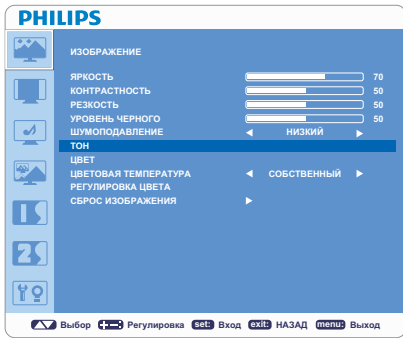 PHILIPS
ИЗОБРАЖЕНИЕ
ЯРКОСТЬ 70
КОНТРАСТНОСТЬ 50
РЕЗКОСТЬ 50
УРОВЕНЬ ЧЕРНОГО 50
ШУМОПОДАВЛЕНИЕ НИЗКИЙ
ТОН
ЦВЕТ
ЦВЕТОВАЯ ТЕМПЕРАТУРА СОБСТВЕННЫЙ
РЕГУЛИРОВКА ЦВЕТА
СБРОС ИЗОБРАЖЕНИЯ
Выбор Регулировка set: Вход exit: НАЗАД menu: Выход